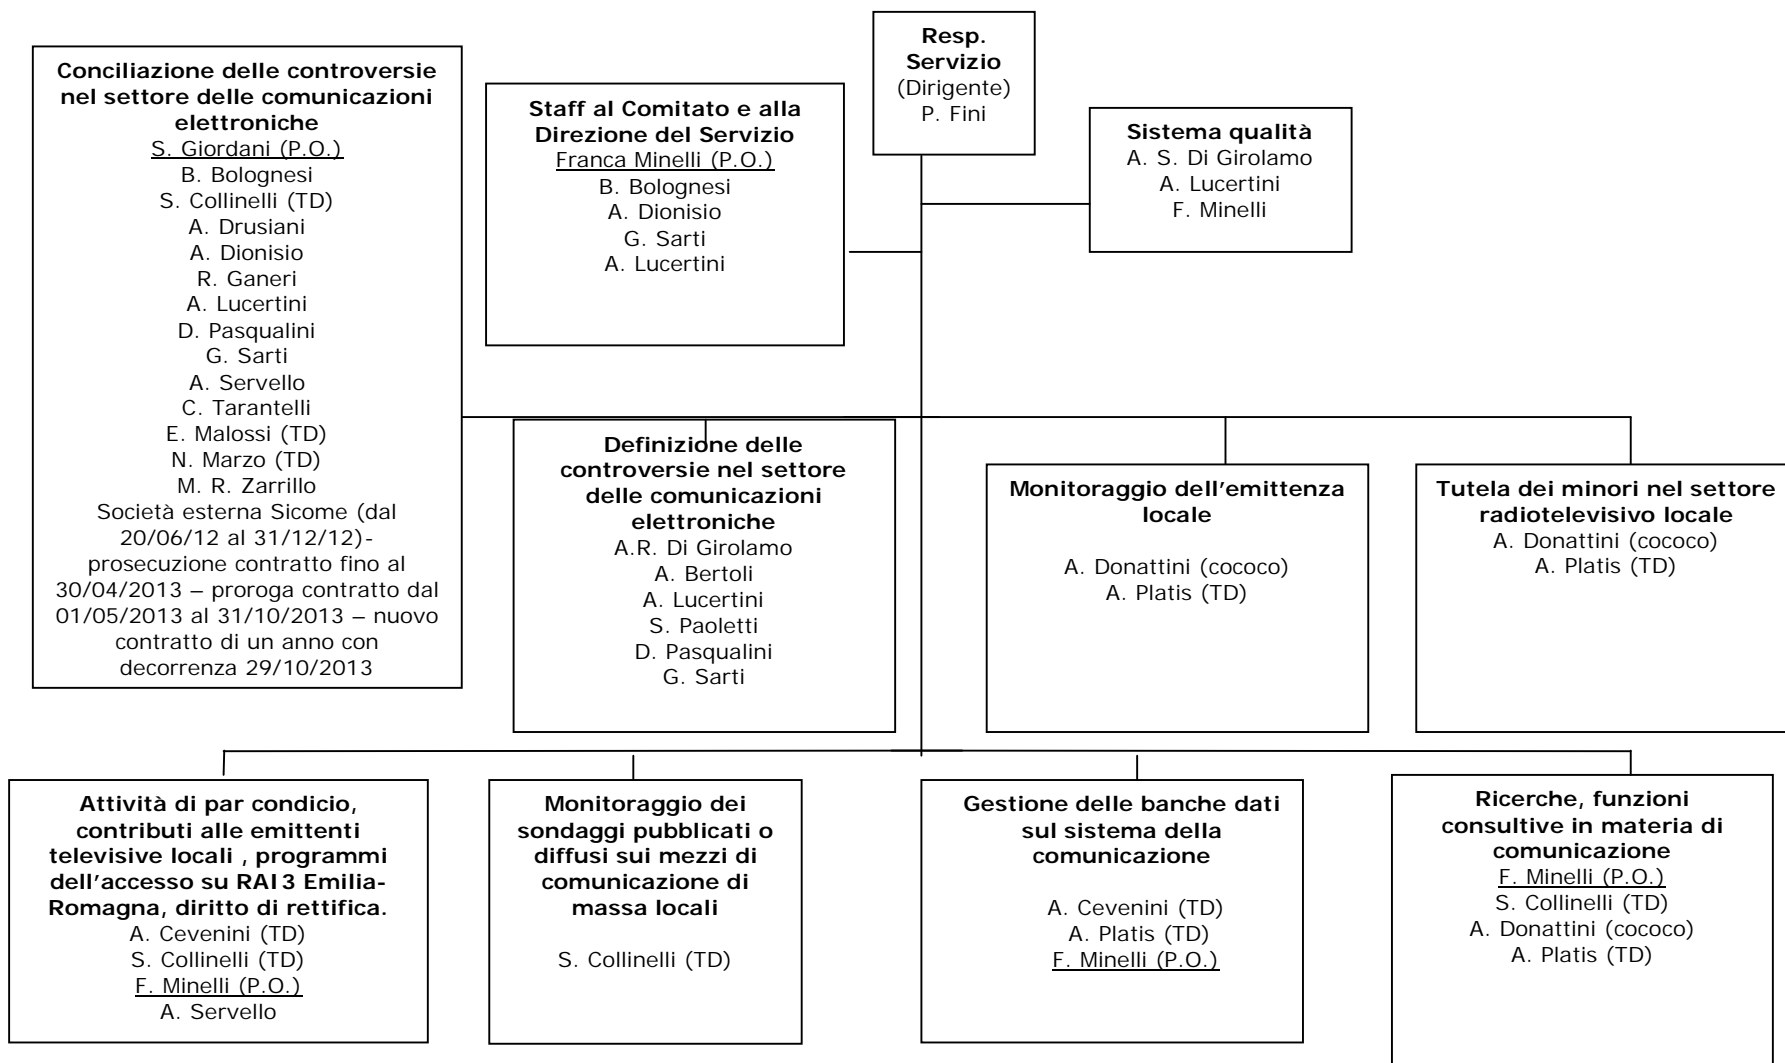 Resp.
Servizio
(Dirigente)
P. Fini
Conciliazione delle controversie
nel settore delle comunicazioni
elettroniche
S. Giordani (P.O.)
B. Bolognesi
S. Collinelli (TD)
A. Drusiani
A. Dionisio
R. Ganeri
A. Lucertini
D. Pasqualini
G. Sarti
A. Servello
C. Tarantelli
E. Malossi (TD)
N. Marzo (TD)
M. R. Zarrillo
Società esterna Sicome (dal
20/06/12 al 31/12/12)-
prosecuzione contratto fino al
30/04/2013 – proroga contratto dal
01/05/2013 al 31/10/2013 – nuovo
contratto di un anno con
decorrenza 29/10/2013
Staff al Comitato e alla
Direzione del Servizio
Franca Minelli (P.O.)
B. Bolognesi
A. Dionisio
G. Sarti
A. Lucertini
Sistema qualità
A. S. Di Girolamo
A. Lucertini
F. Minelli
Definizione delle
controversie nel settore
delle comunicazioni
elettroniche
A.R. Di Girolamo
A. Bertoli
A. Lucertini
S. Paoletti
D. Pasqualini
G. Sarti
Monitoraggio dell'emittenza
locale
A. Donattini (cococo)
A. Platis (TD)
Tutela dei minori nel settore
radiotelevisivo locale
A. Donattini (cococo)
A. Platis (TD)
Attività di par condicio,
contributi alle emittenti
televisive locali , programmi
dell'accesso su RAI3 Emilia-
Romagna, diritto di rettifica.
A. Cevenini (TD)
S. Collinelli (TD)
F. Minelli (P.O.)
A. Servello
Monitoraggio dei
sondaggi pubblicati o
diffusi sui mezzi di
comunicazione di
massa locali
S. Collinelli (TD)
Gestione delle banche dati
sul sistema della
comunicazione
A. Cevenini (TD)
A. Platis (TD)
F. Minelli (P.O.)
Ricerche, funzioni
consultive in materia di
comunicazione
F. Minelli (P.O.)
S. Collinelli (TD)
A. Donattini (cococo)
A. Platis (TD)